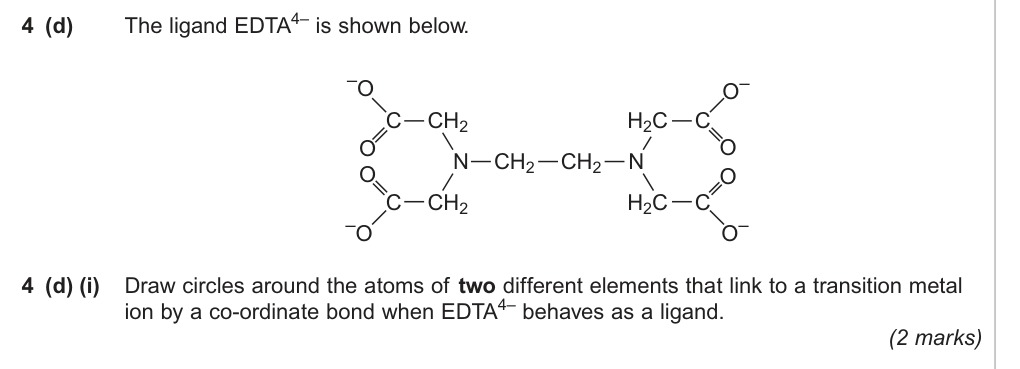 4 (d) The ligand EDTA⁴⁻ is shown below.
⁻O O⁻
C—CH₂ H₂C—C
O O
N—CH₂—CH₂—N
O O
C—CH₂ H₂C—C
⁻O O⁻
4 (d) (i) Draw circles around the atoms of two different elements that link to a transition metal
ion by a co-ordinate bond when EDTA⁴⁻ behaves as a ligand.
(2 marks)